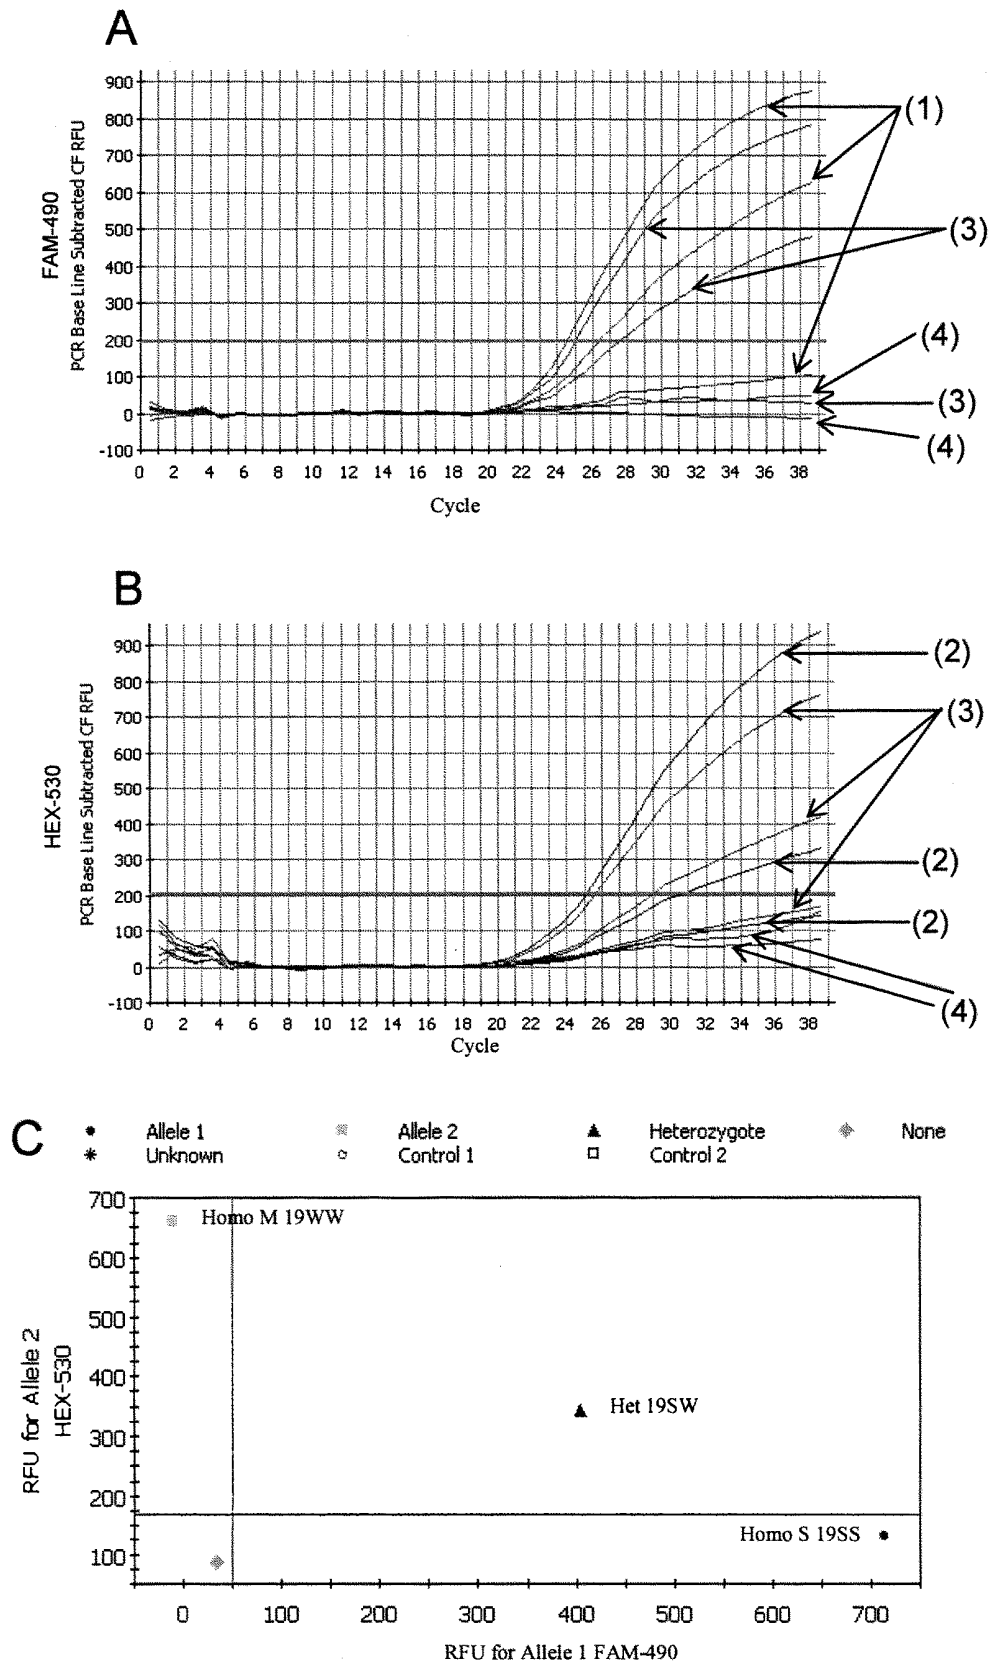 A
900
800
700
600
500
400
300
200
100
0
-100
FAM-490
PCR Base Line Subtracted CF RFU
0 2 4 6 8 10 12 14 16 18 20 22 24 26 28 30 32 34 36 38
Cycle
(1)
(3)
(4)
(3)
(4)
B
900
800
700
600
500
400
300
200
100
0
-100
HEX-530
PCR Base Line Subtracted CF RFU
0 2 4 6 8 10 12 14 16 18 20 22 24 26 28 30 32 34 36 38
Cycle
(2)
(3)
(2)
(2)
(4)
C
Allele 1 Allele 2 Heterozygote None
Unknown Control 1 Control 2
700
600
500
400
300
200
100
RFU for Allele 2
HEX-530
Homo M 19WW
Het 19SW
Homo S 19SS
0 100 200 300 400 500 600 700
RFU for Allele 1 FAM-490